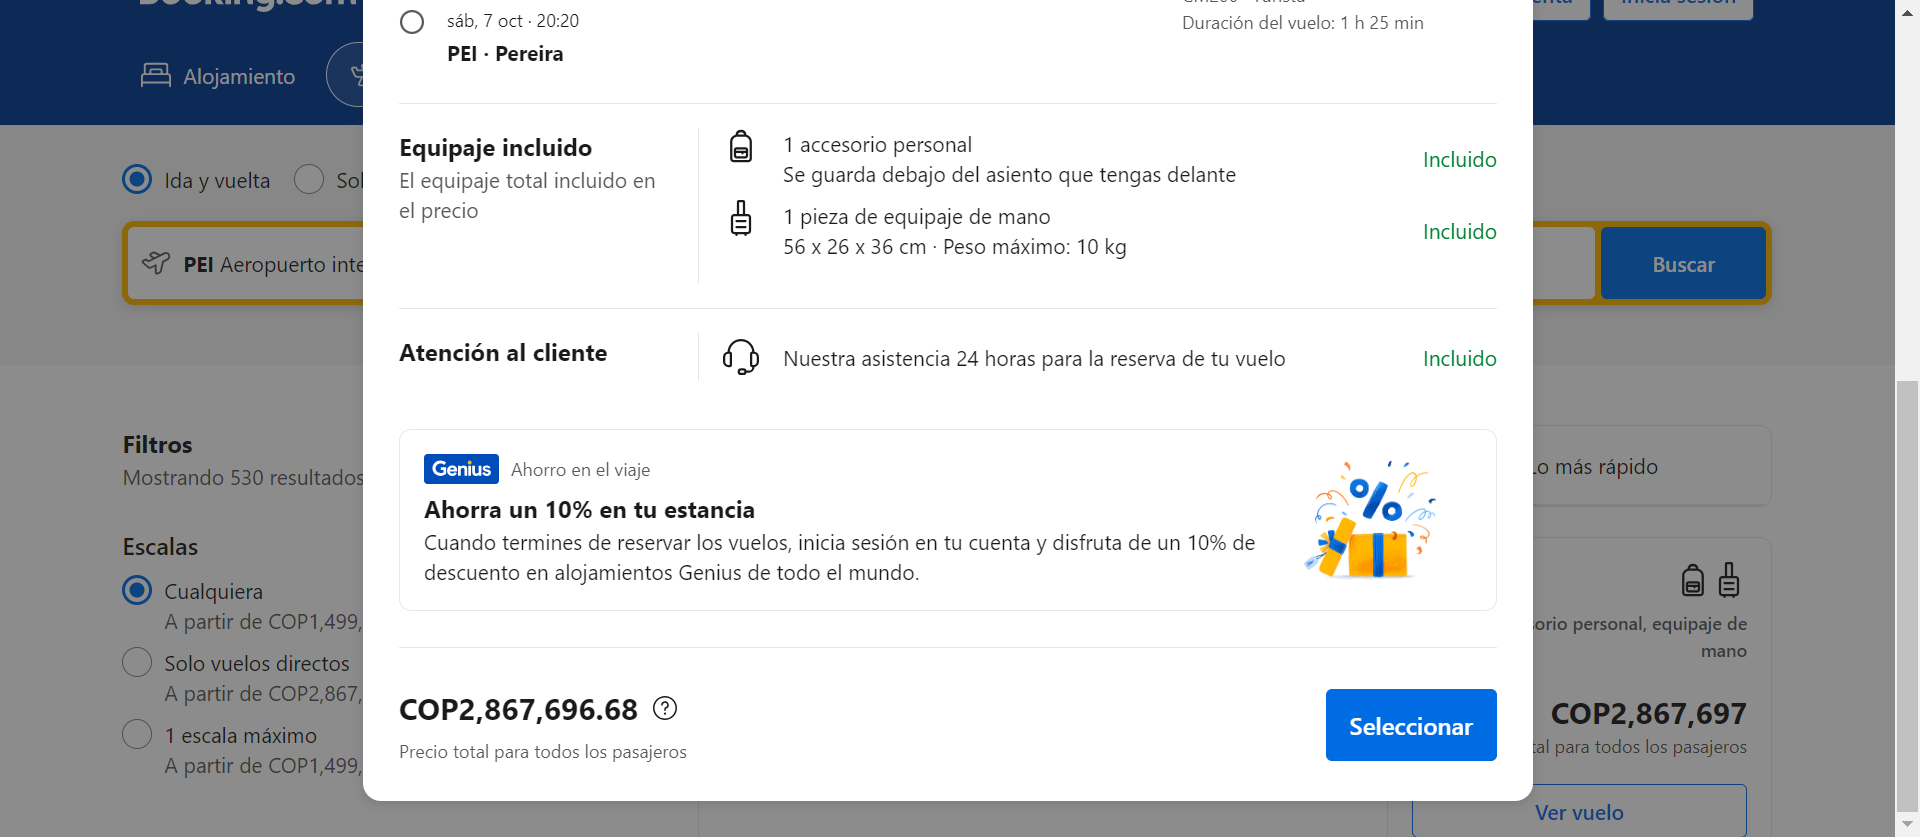 sáb, 7 oct · 20:20
PEI · Pereira
Duración del vuelo: 1 h 25 min
Alojamiento
Equipaje incluido
El equipaje total incluido en
el precio
1 accesorio personal
Se guarda debajo del asiento que tengas delante
Incluido
1 pieza de equipaje de mano
56 x 26 x 36 cm · Peso máximo: 10 kg
Incluido
Ida y vuelta
PEI Aeropuerto inte
Buscar
Atención al cliente
Nuestra asistencia 24 horas para la reserva de tu vuelo
Incluido
Genius Ahorro en el viaje
Ahorra un 10% en tu estancia
Cuando termines de reservar los vuelos, inicia sesión en tu cuenta y disfruta de un 10% de
descuento en alojamientos Genius de todo el mundo.
%
COP2,867,696.68 ?
Precio total para todos los pasajeros
Seleccionar
Filtros
Mostrando 530 resultados
Escalas
Cualquiera
A partir de COP1,499,
Solo vuelos directos
A partir de COP2,867,
1 escala máximo
A partir de COP1,499,
Lo más rápido
orio personal, equipaje de
mano
COP2,867,697
tal para todos los pasajeros
Ver vuelo